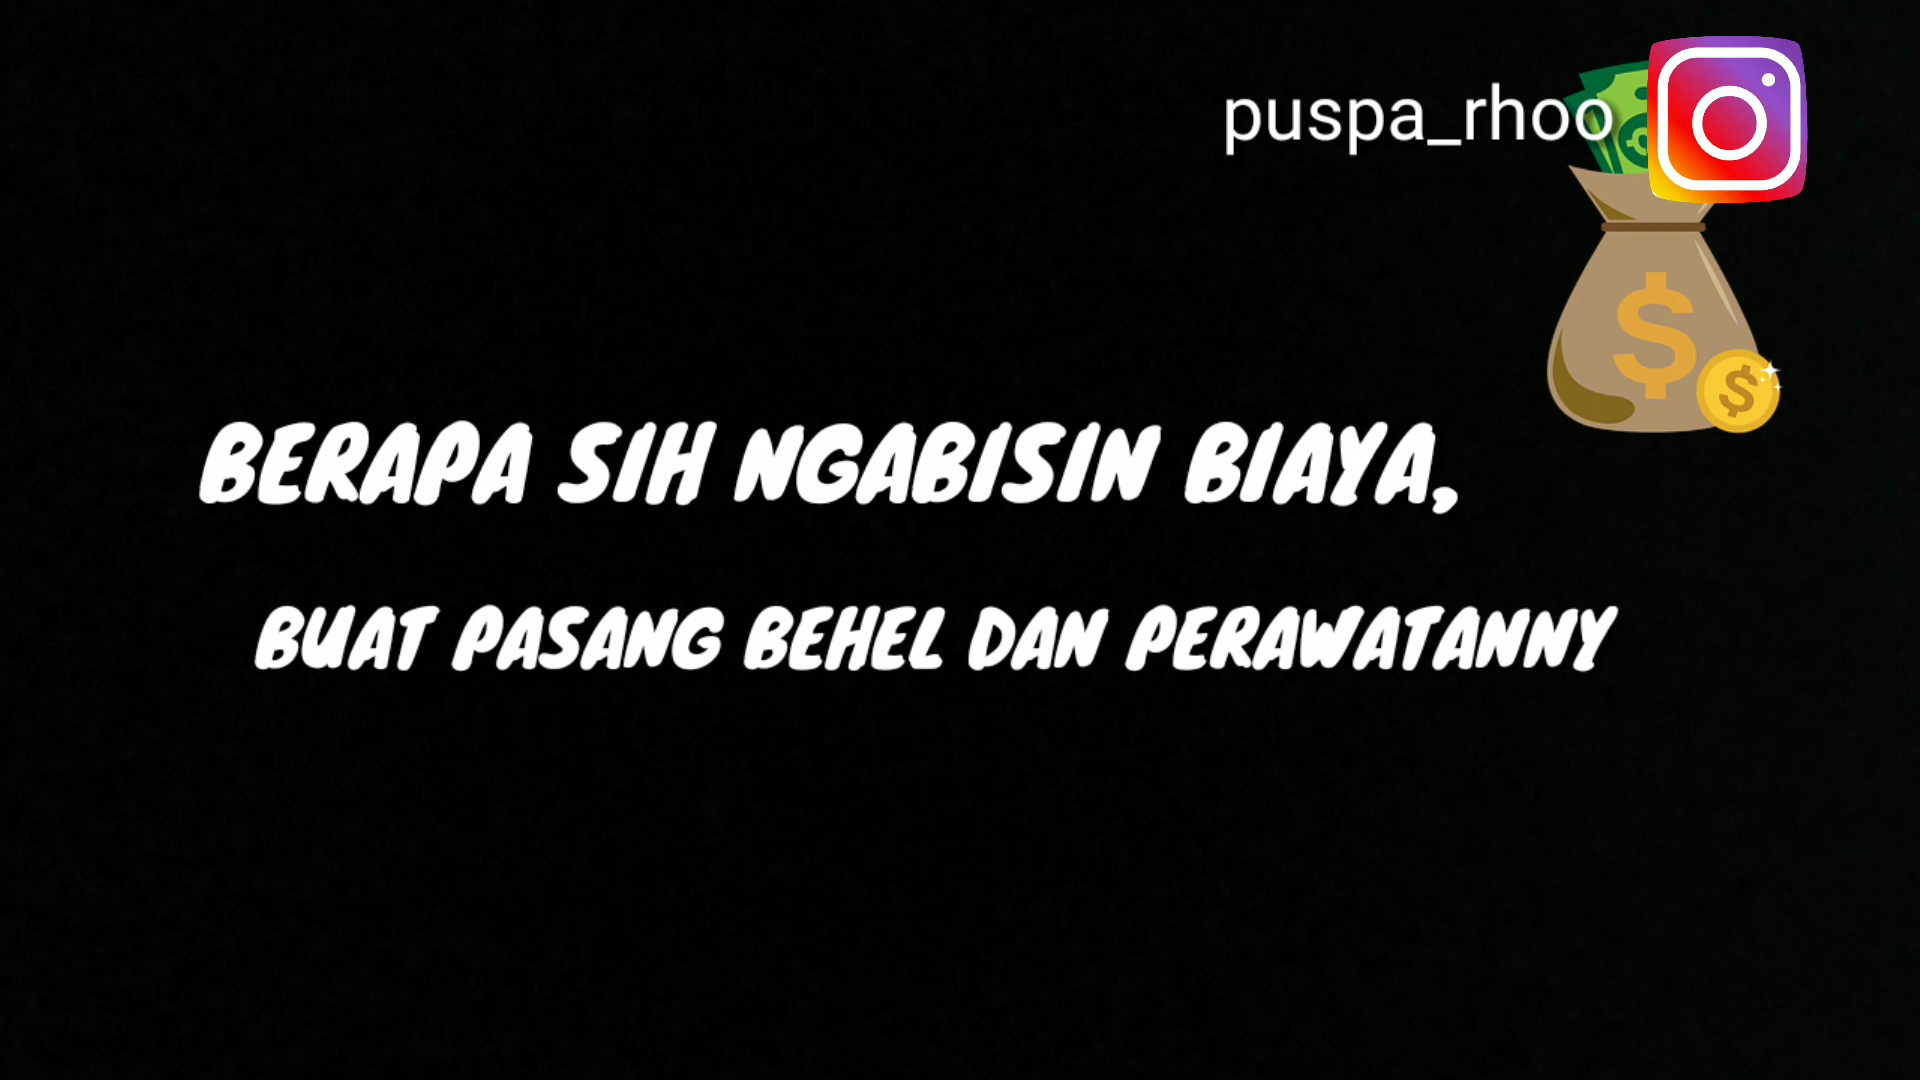 puspa_rhoo
BERAPA SIH NGABISIN BIAYA,
BUAT PASANG BEHEL DAN PERAWATANNY